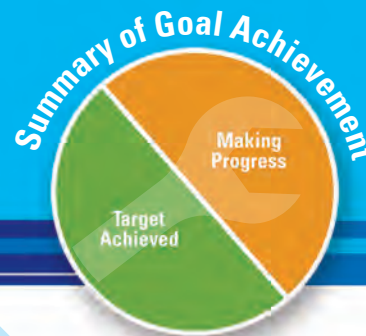 Summary of Goal Achievement
Making
Progress
Target
Achieved